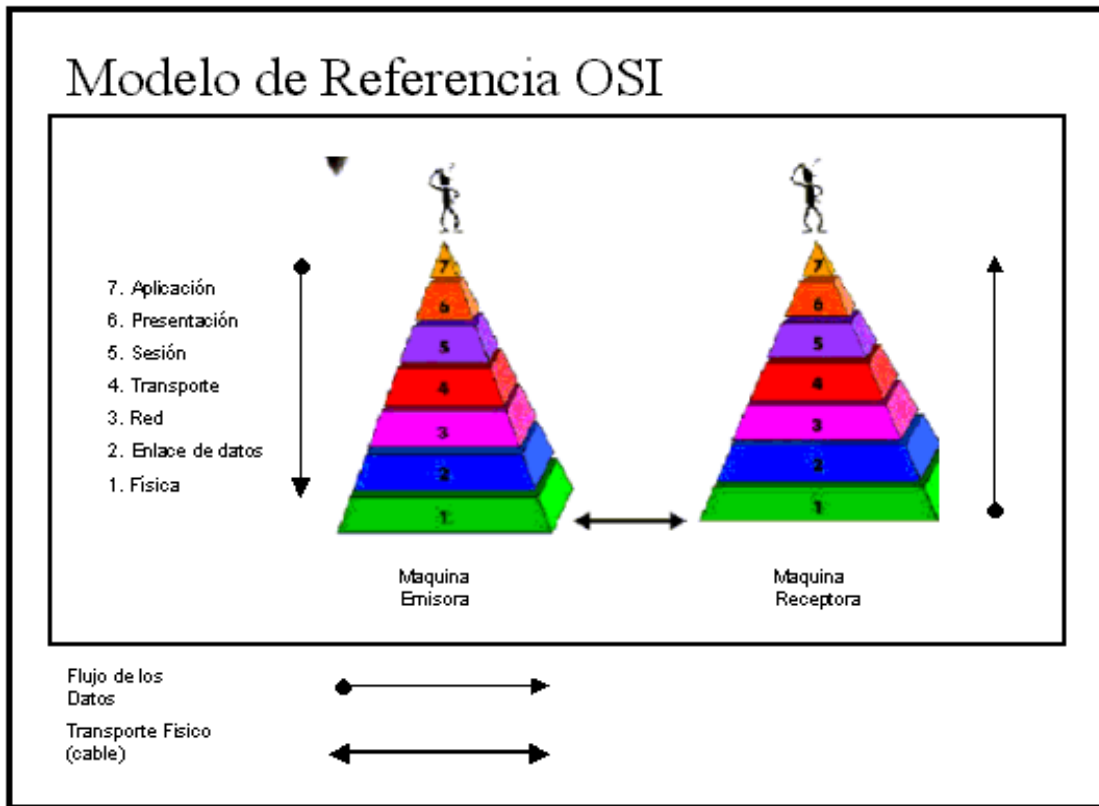 Modelo de Referencia OSI
7. Aplicación
6. Presentación
5. Sesión
4. Transporte
3. Red
2. Enlace de datos
1. Física
7
6
5
4
3
2
1
Maquina
Emisora
7
6
5
4
3
2
1
Maquina
Receptora
Flujo de los
Datos
Transporte Fisico
(cable)